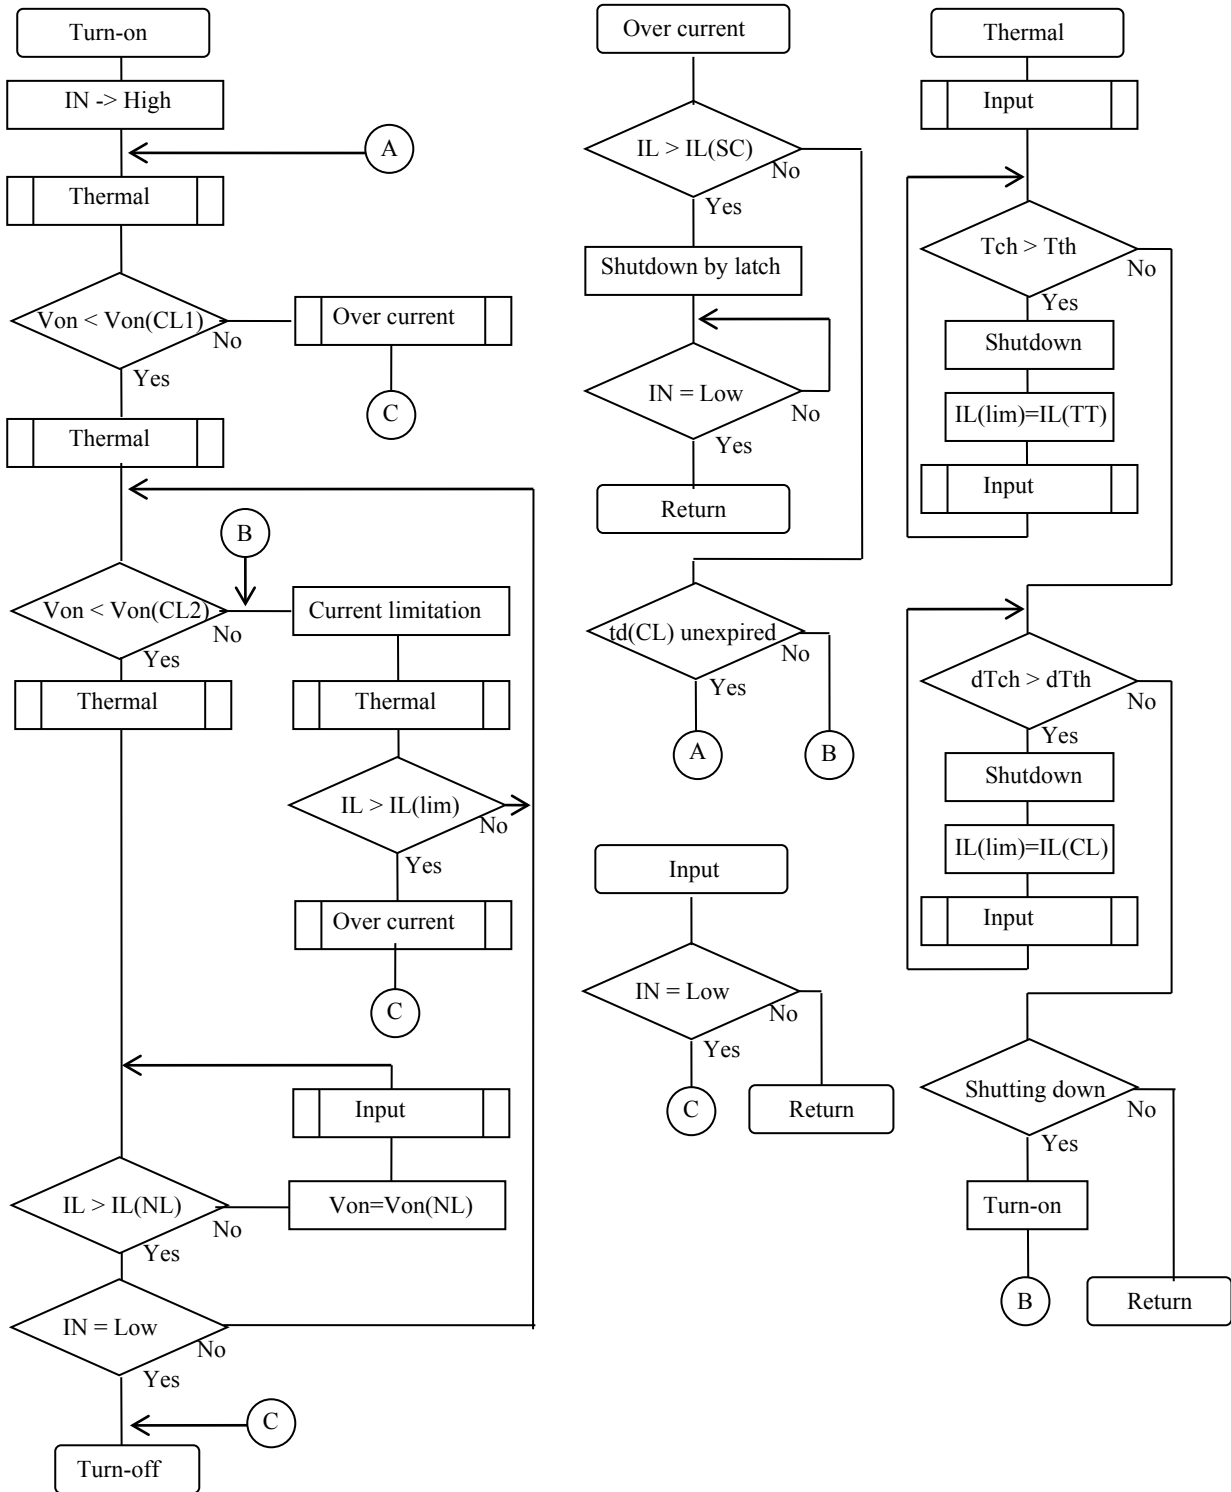 Turn-on
IN -> High
A
Thermal
Von < Von(CL1)
No
Yes
Over current
C
Thermal
B
Von < Von(CL2)
No
Yes
Current limitation
Thermal
Thermal
IL > IL(lim)
No
Yes
Over current
C
Input
Von=Von(NL)
IL > IL(NL)
No
Yes
IN = Low
No
Yes
C
Turn-off
Over current
IL > IL(SC)
No
Yes
Shutdown by latch
IN = Low
No
Yes
Return
td(CL) unexpired
No
Yes
A
B
Input
IN = Low
No
Yes
C
Return
Thermal
Input
Tch > Tth
No
Yes
Shutdown
IL(lim)=IL(TT)
Input
dTch > dTth
No
Yes
Shutdown
IL(lim)=IL(CL)
Input
Shutting down
No
Yes
Turn-on
B
Return